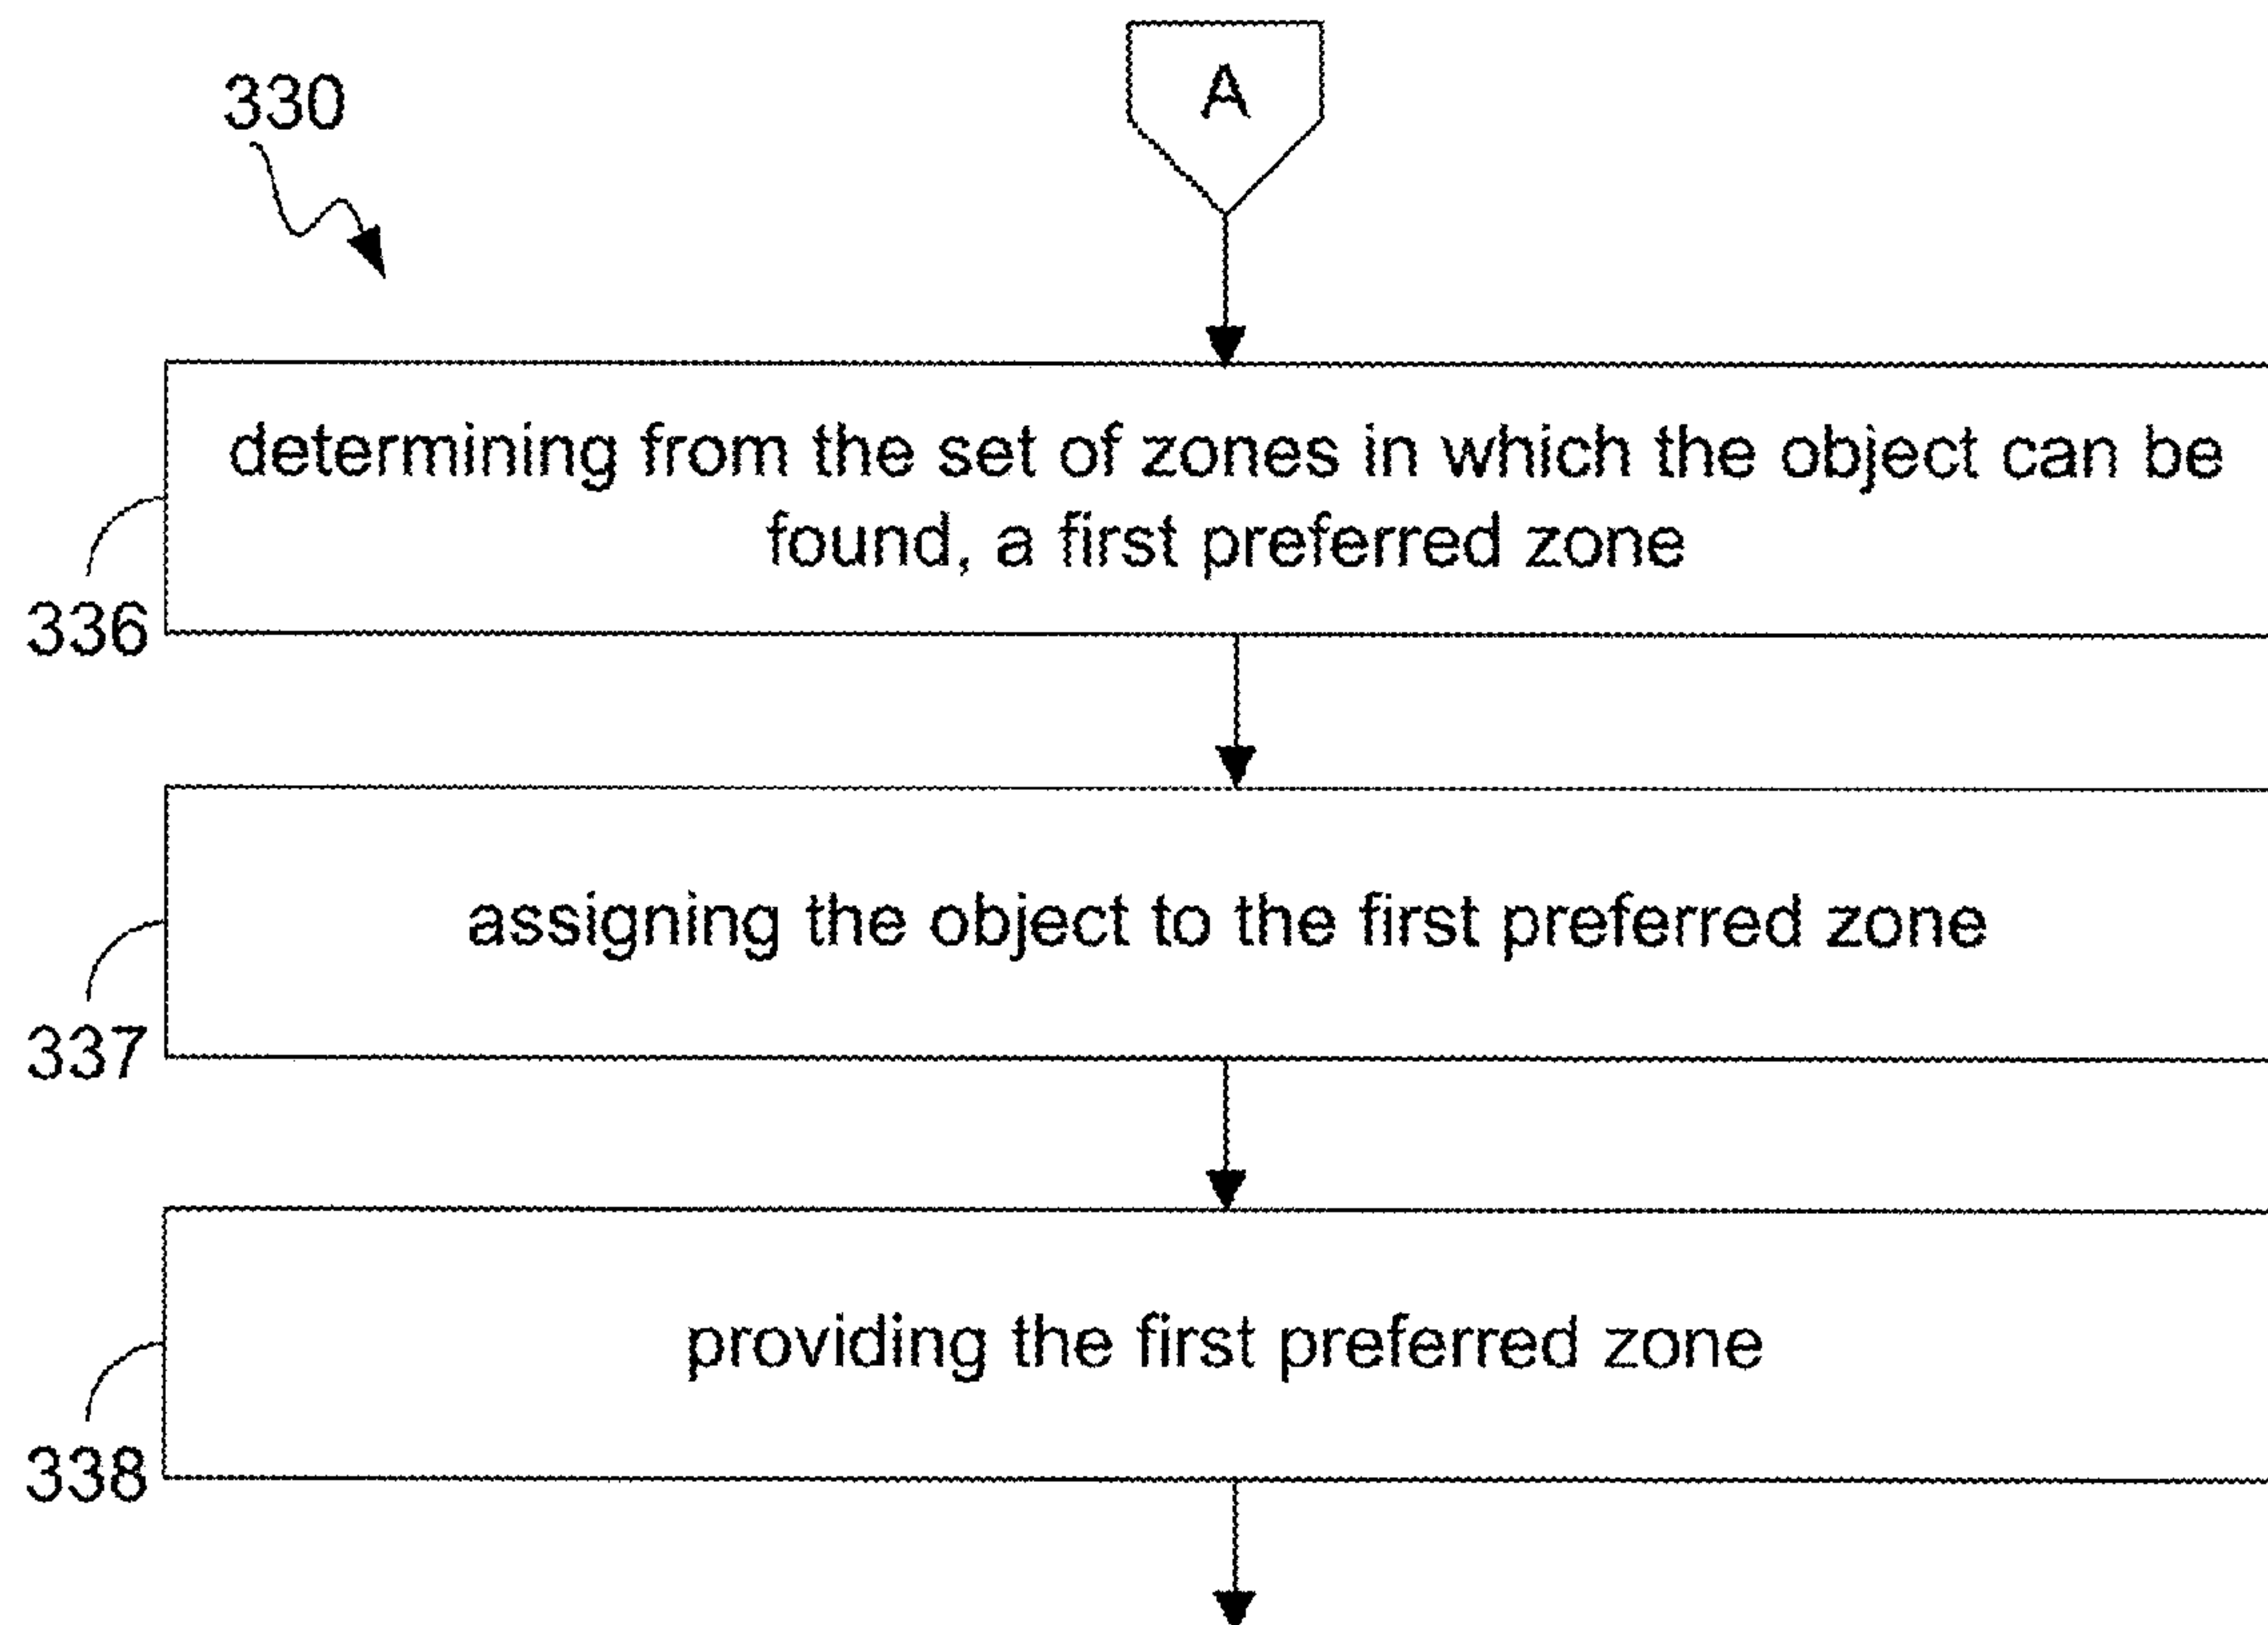 A
330
determining from the set of zones in which the object can be
found, a first preferred zone
336
assigning the object to the first preferred zone
337
providing the first preferred zone
338